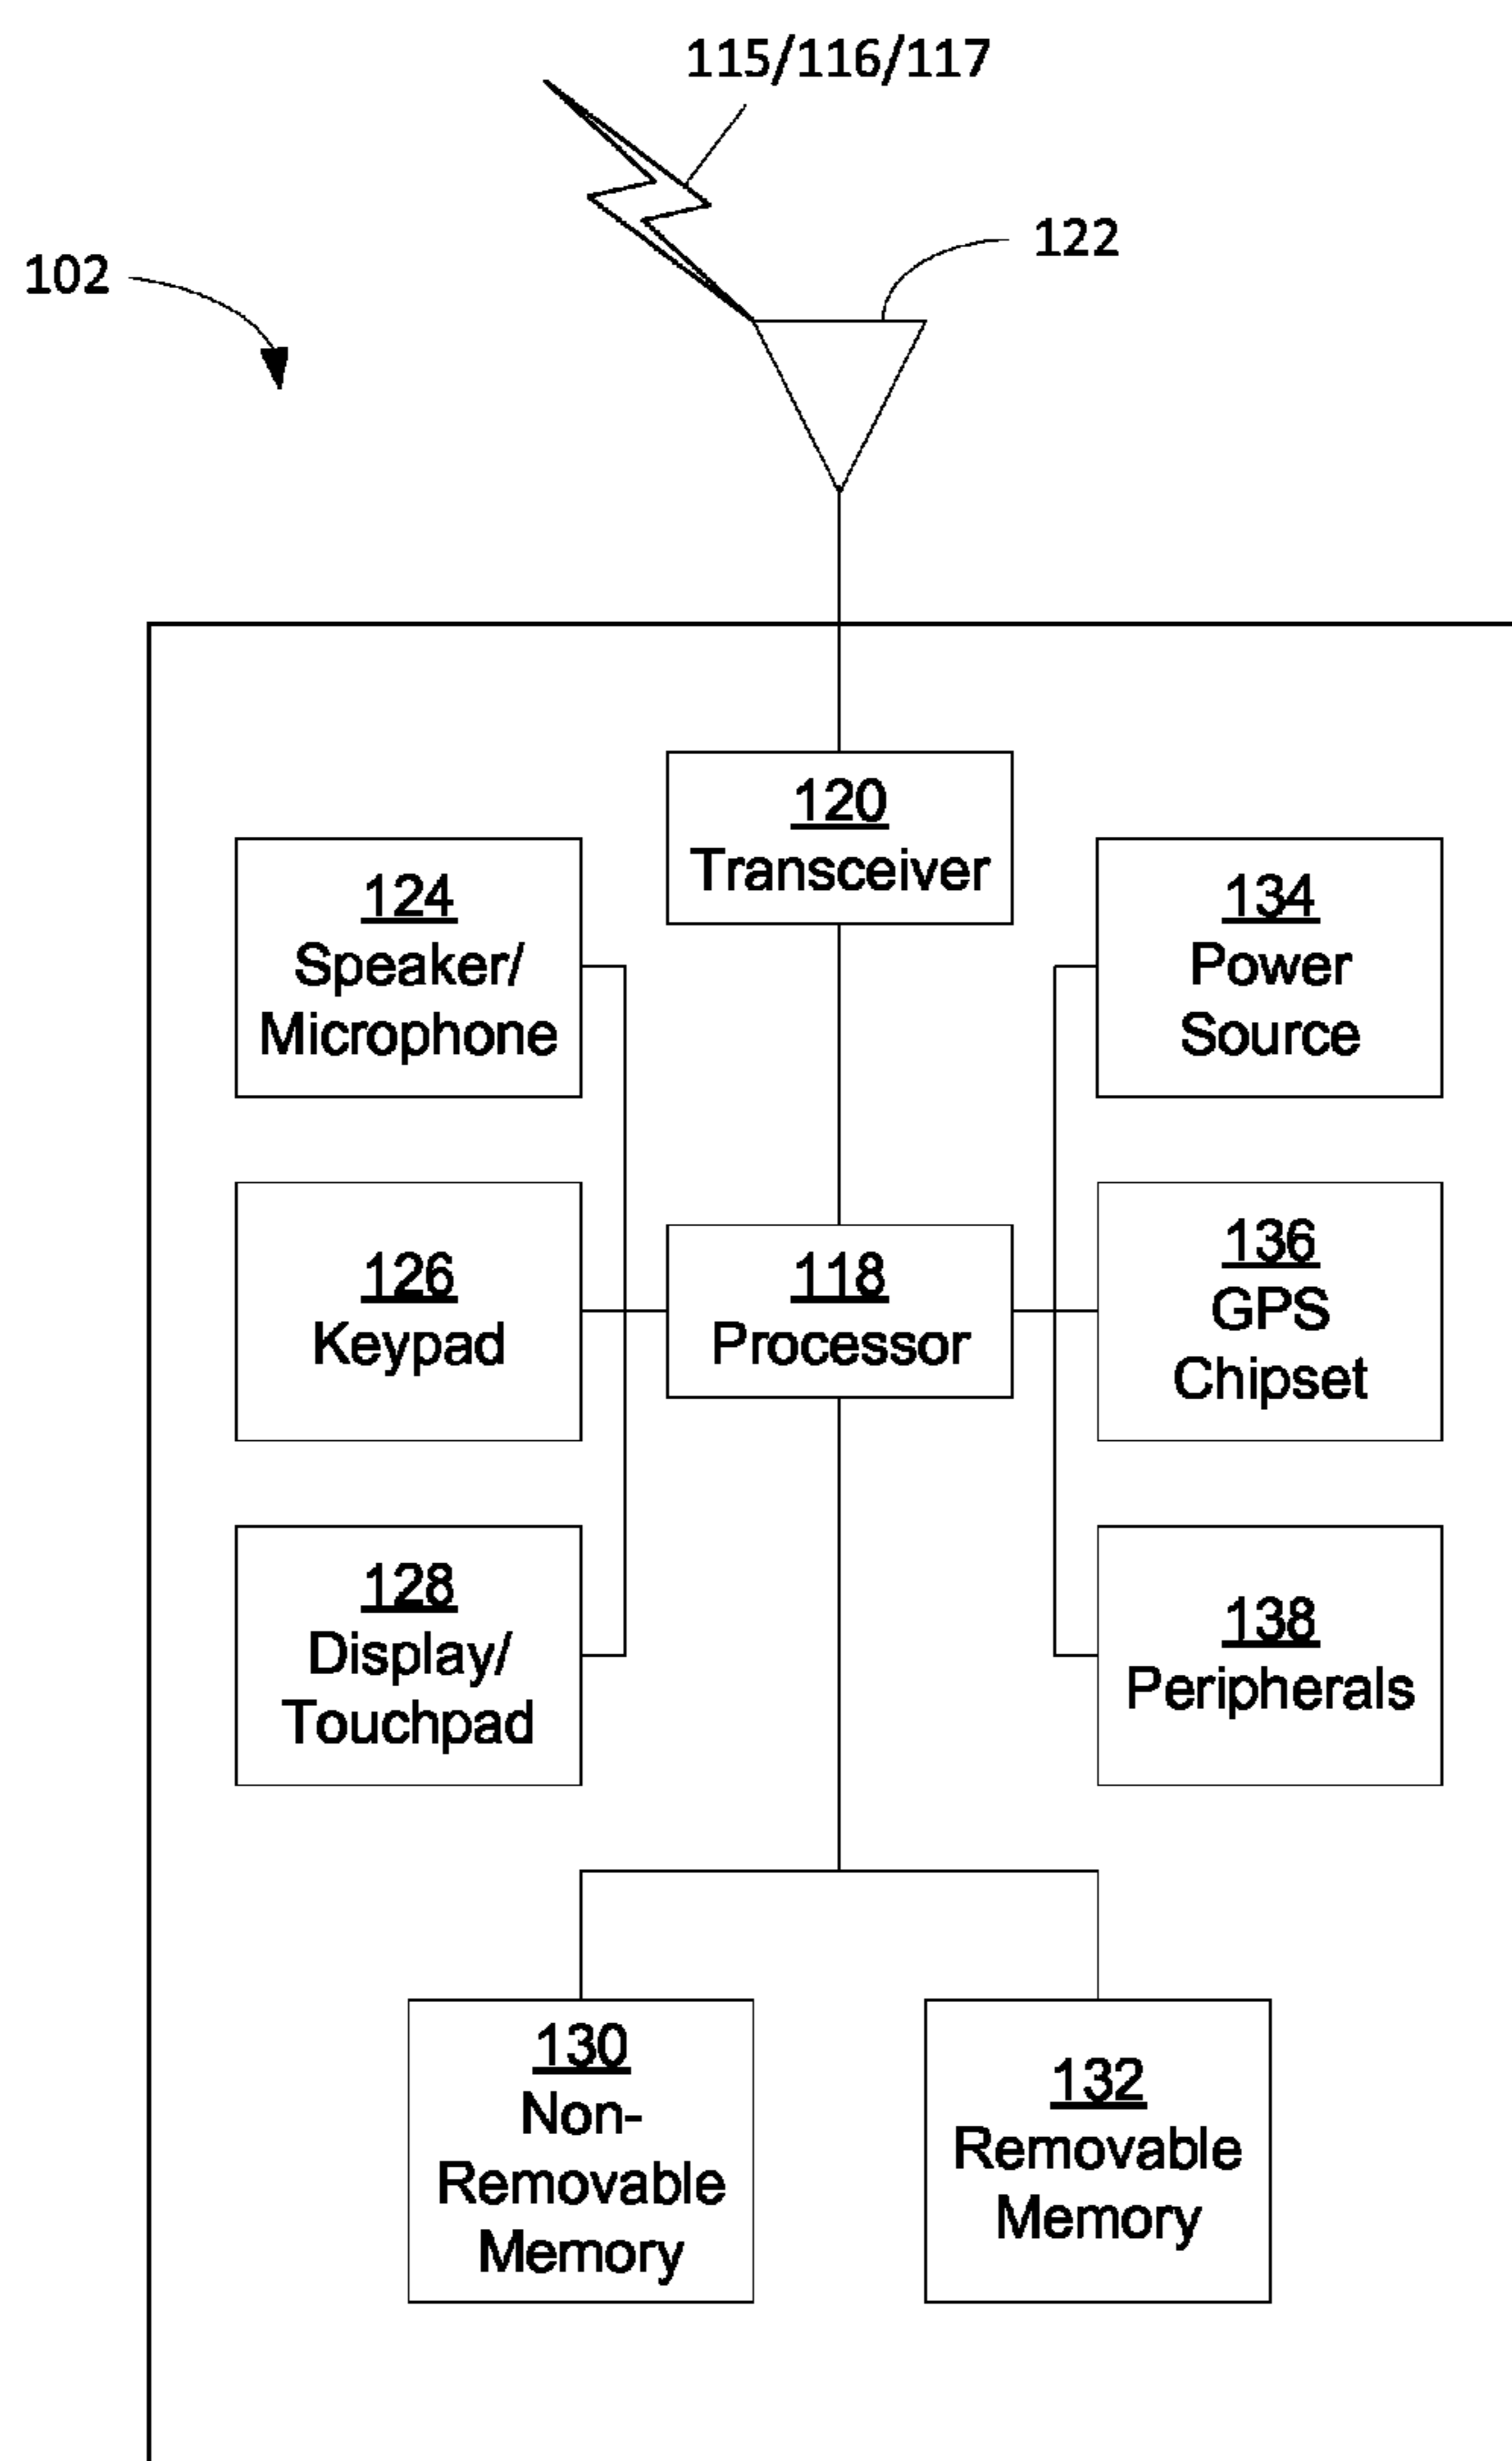 115/116/117
122
102
120
Transceiver
124
Speaker/
Microphone
134
Power
Source
126
Keypad
118
Processor
136
GPS
Chipset
128
Display/
Touchpad
138
Peripherals
130
Non-
Removable
Memory
132
Removable
Memory